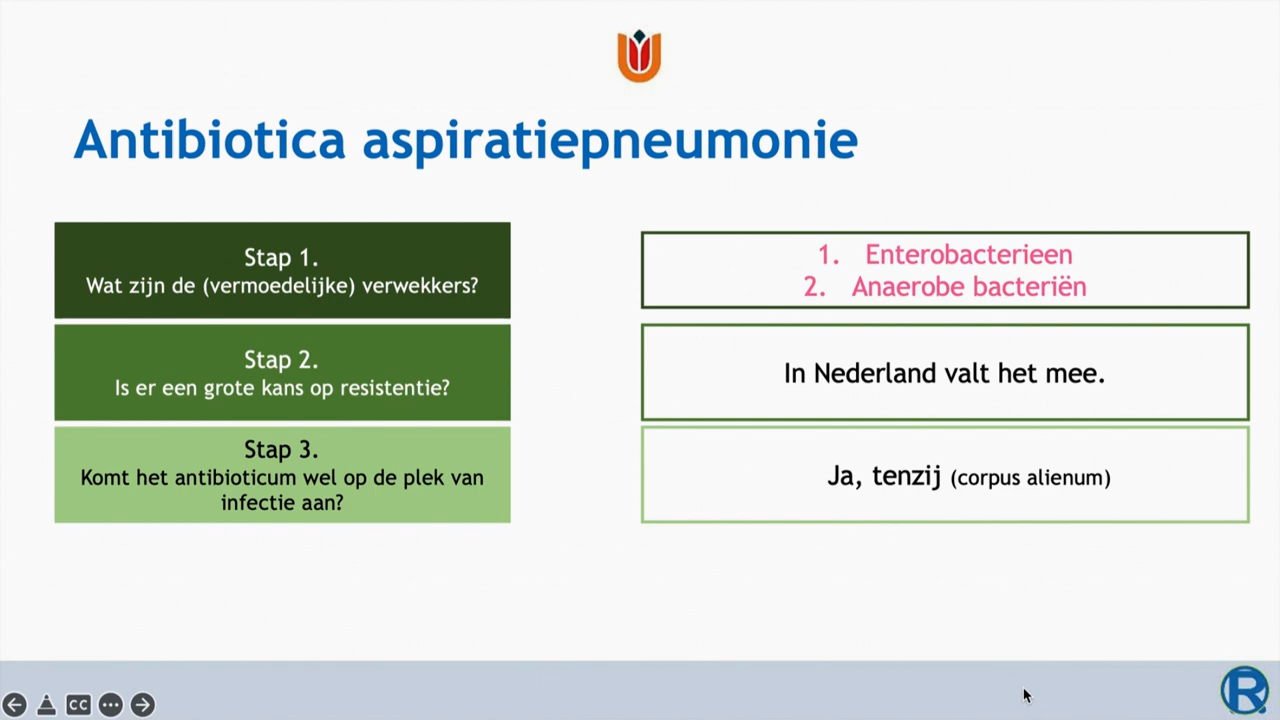 Antibiotica aspiratiepneumonie
Stap 1.
Wat zijn de (vermoedelijke) verwekkers?
1. Enterobacterieen
2. Anaerobe bacteriën
Stap 2.
Is er een grote kans op resistentie?
In Nederland valt het mee.
Stap 3.
Komt het antibioticum wel op de plek van
infectie aan?
Ja, tenzij (corpus alienum)
CC
R